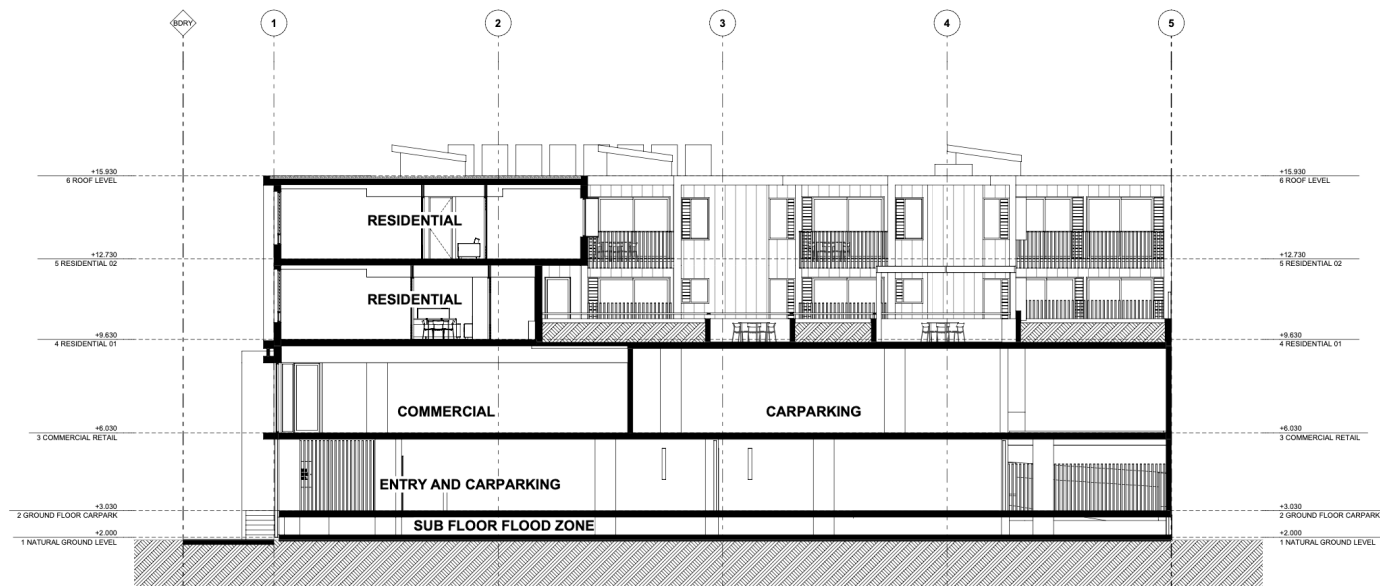 BDRY
1
2
3
4
5
+15.930
6 ROOF LEVEL
+15.930
6 ROOF LEVEL
RESIDENTIAL
+12.730
5 RESIDENTIAL 02
+12.730
5 RESIDENTIAL 02
RESIDENTIAL
+9.630
4 RESIDENTIAL 01
+9.630
4 RESIDENTIAL 01
COMMERCIAL
CARPARKING
+6.030
3 COMMERCIAL RETAIL
+6.030
3 COMMERCIAL RETAIL
ENTRY AND CARPARKING
+3.030
2 GROUND FLOOR CARPARK
+3.030
2 GROUND FLOOR CARPARK
SUB FLOOR FLOOD ZONE
+2.000
1 NATURAL GROUND LEVEL
+2.000
1 NATURAL GROUND LEVEL